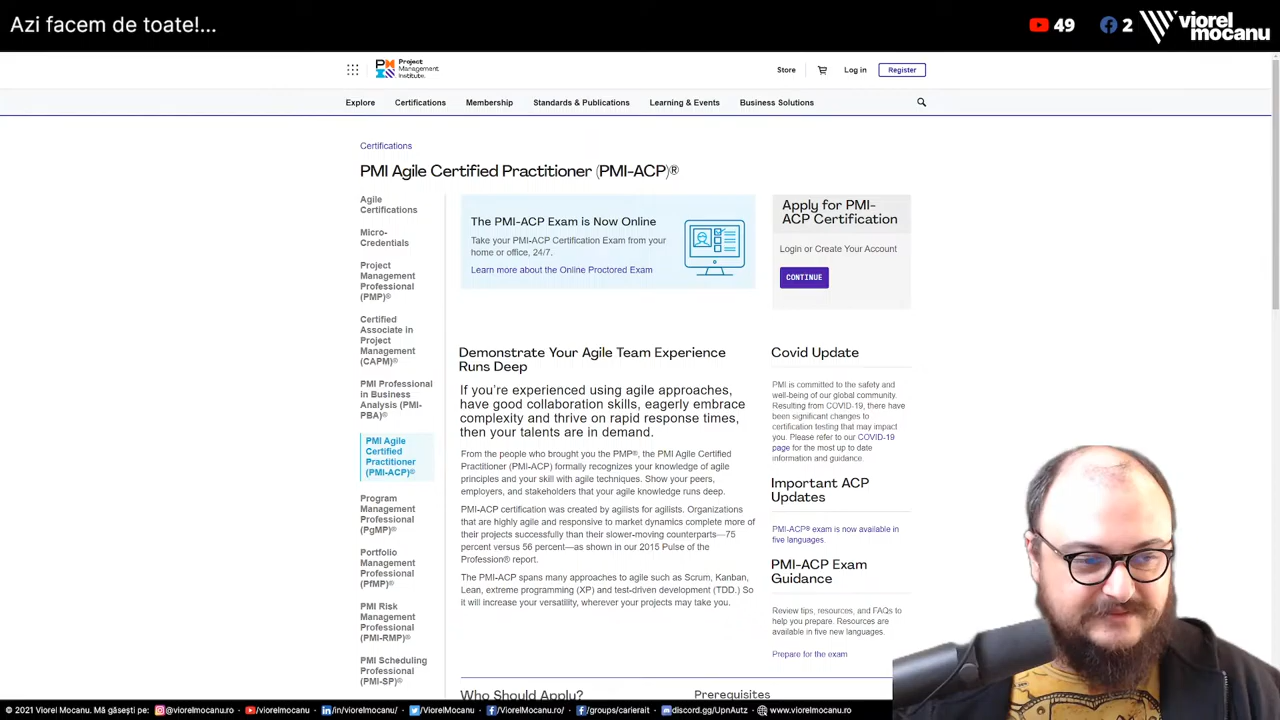 Azi facem de toate!...
49
2
viorel
mocanu
Project
Management
Institute.
Store
Log in
Register
Explore
Certifications
Membership
Standards & Publications
Learning & Events
Business Solutions
Certifications
PMI Agile Certified Practitioner (PMI-ACP)®
Agile
Certifications
Micro-
Credentials
Project
Management
Professional
(PMP)®
Certified
Associate in
Project
Management
(CAPM)®
PMI Professional
in Business
Analysis (PMI-
PBA)®
PMI Agile
Certified
Practitioner
(PMI-ACP)®
Program
Management
Professional
(PgMP)®
Portfolio
Management
Professional
(PfMP)®
PMI Risk
Management
Professional
(PMI-RMP)®
PMI Scheduling
Professional
(PMI-SP)®
The PMI-ACP Exam is Now Online
Take your PMI-ACP Certification Exam from your
home or office, 24/7.
Learn more about the Online Proctored Exam
Demonstrate Your Agile Team Experience
Runs Deep
If you're experienced using agile approaches,
have good collaboration skills, eagerly embrace
complexity and thrive on rapid response times,
then your talents are in demand.
From the people who brought you the PMP®, the PMI Agile Certified
Practitioner (PMI-ACP) formally recognizes your knowledge of agile
principles and your skill with agile techniques. Show your peers,
employers, and stakeholders that your agile knowledge runs deep.
PMI-ACP certification was created by agilists for agilists. Organizations
that are highly agile and responsive to market dynamics complete more of
their projects successfully than their slower-moving counterparts—75
percent versus 56 percent—as shown in our 2015 Pulse of the
Profession® report.
The PMI-ACP spans many approaches to agile such as Scrum, Kanban,
Lean, extreme programming (XP) and test-driven development (TDD.) So
it will increase your versatility, wherever your projects may take you.
Who Should Apply?
Prerequisites
Apply for PMI-
ACP Certification
Login or Create Your Account
CONTINUE
Covid Update
PMI is committed to the safety and
well-being of our global community.
Resulting from COVID-19, there have
been significant changes to
certification testing that may impact
you. Please refer to our COVID-19
page for the most up to date
information and guidance.
Important ACP
Updates
PMI-ACP® exam is now available in
five languages.
PMI-ACP Exam
Guidance
Review tips, resources, and FAQs to
help you prepare. Resources are
available in five new languages.
Prepare for the exam
© 2021 Viorel Mocanu. Mă găsești pe: @viorelmocanu.ro /viorelmocanu /in/viorelmocanu/ /ViorelMocanu /ViorelMocanu.ro/ /groups/carierait discord.gg/UpnAutz www.viorelmocanu.ro